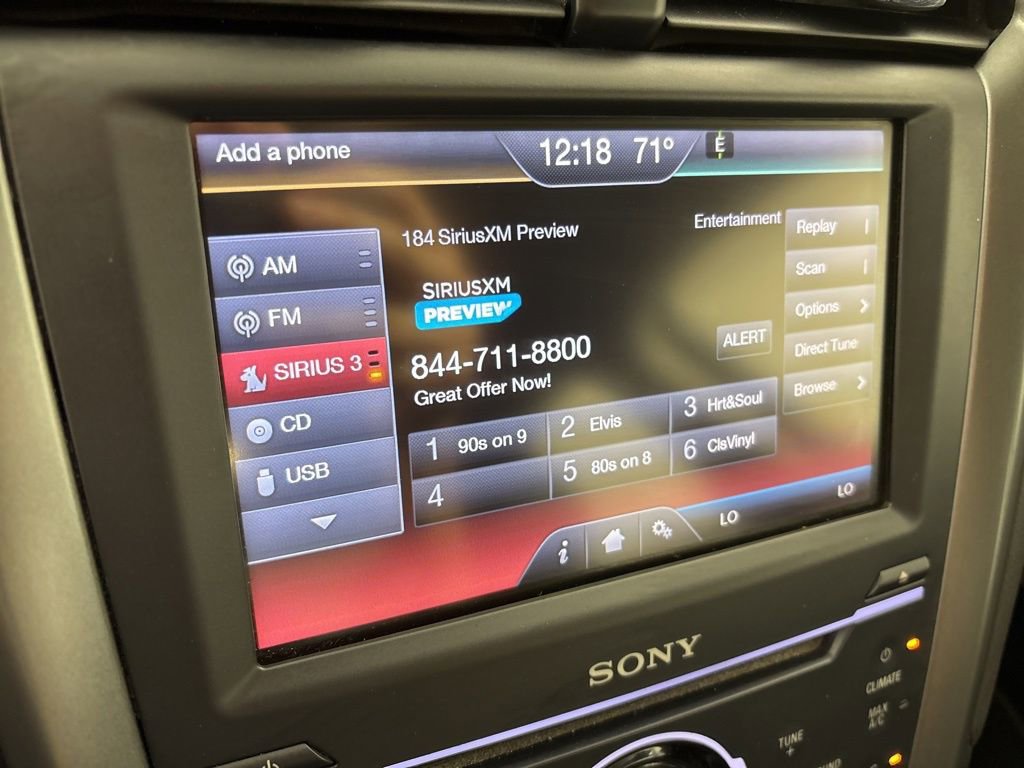 Add a phone
12:18 71°
E
184 SiriusXM Preview
Entertainment
AM
FM
SIRIUS 3
CD
USB
SIRIUSXM
PREVIEW
844-711-8800
Great Offer Now!
ALERT
Replay
Scan
Options
Direct Tune
Browse
1 90s on 9
2 Elvis
3 Hrt&Soul
4
5 80s on 8
6 ClsVinyl
i
LO
LO
SONY
CLIMATE
MAX
A/C
TUNE
+